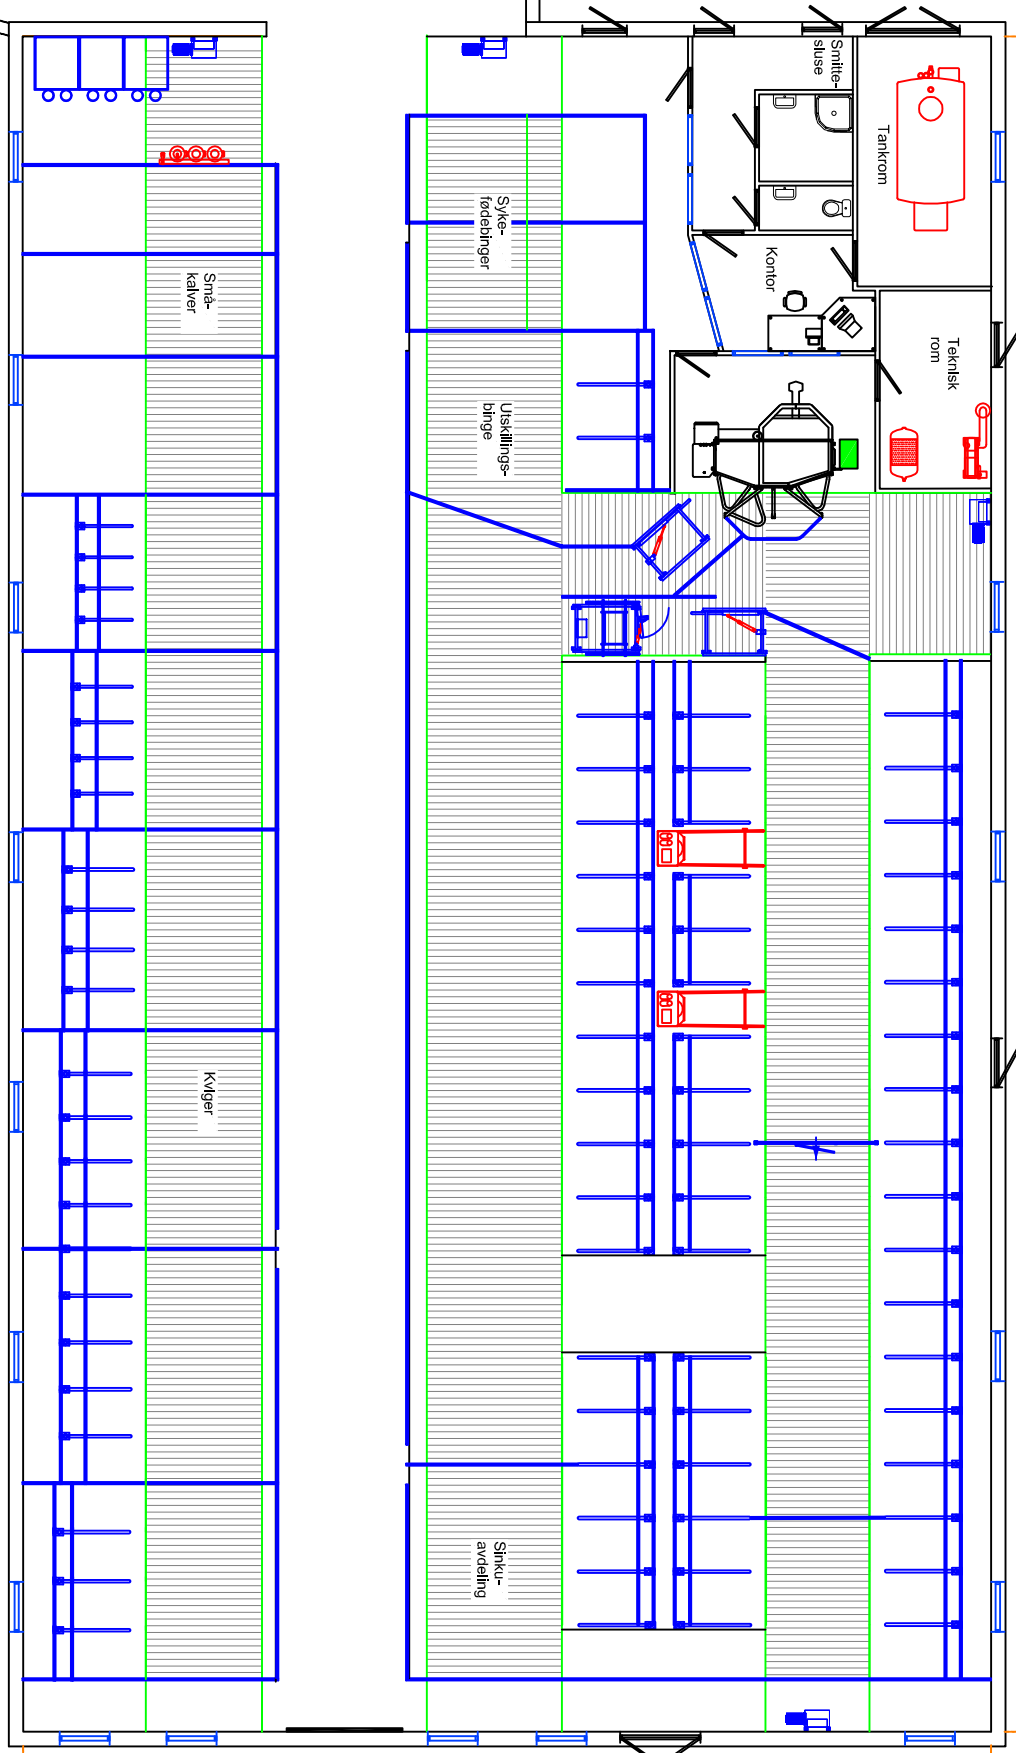 Smitte-
sluse
Tankrom
Syke-
fødebinger
Kontor
Små-
kalver
Teknisk
rom
Utskillings-
binge
Kviger
Sinku-
avdeling